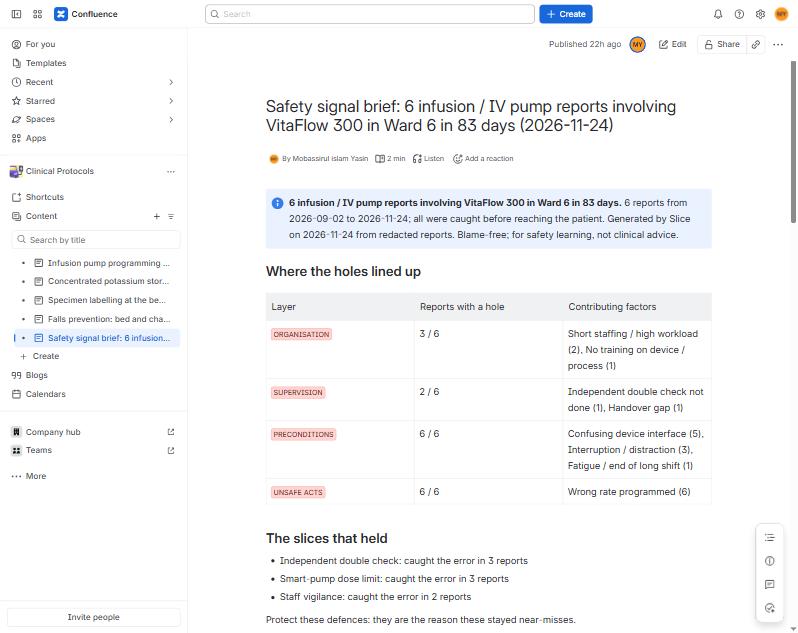 Confluence
Search
+ Create
For you
Templates
Recent
Starred
Spaces
Apps
Clinical Protocols
Shortcuts
Content
Search by title
Infusion pump programming ...
Concentrated potassium stor...
Specimen labelling at the be...
Falls prevention: bed and cha...
Safety signal brief: 6 infusion...
Create
Blogs
Calendars
Company hub
Teams
More
Invite people
Published 22h ago
MY
Edit
Share
Safety signal brief: 6 infusion / IV pump reports involving
VitaFlow 300 in Ward 6 in 83 days (2026-11-24)
By Mobassirul islam Yasin
2 min
Listen
Add a reaction
6 infusion / IV pump reports involving VitaFlow 300 in Ward 6 in 83 days. 6 reports from
2026-09-02 to 2026-11-24; all were caught before reaching the patient. Generated by Slice
on 2026-11-24 from redacted reports. Blame-free; for safety learning, not clinical advice.
Where the holes lined up
Layer
Reports with a hole
Contributing factors
ORGANISATION
3 / 6
Short staffing / high workload
(2), No training on device /
process (1)
SUPERVISION
2 / 6
Independent double check not
done (1), Handover gap (1)
PRECONDITIONS
6 / 6
Confusing device interface (5),
Interruption / distraction (3),
Fatigue / end of long shift (1)
UNSAFE ACTS
6 / 6
Wrong rate programmed (6)
The slices that held
• Independent double check: caught the error in 3 reports
• Smart-pump dose limit: caught the error in 3 reports
• Staff vigilance: caught the error in 2 reports
Protect these defences: they are the reason these stayed near-misses.